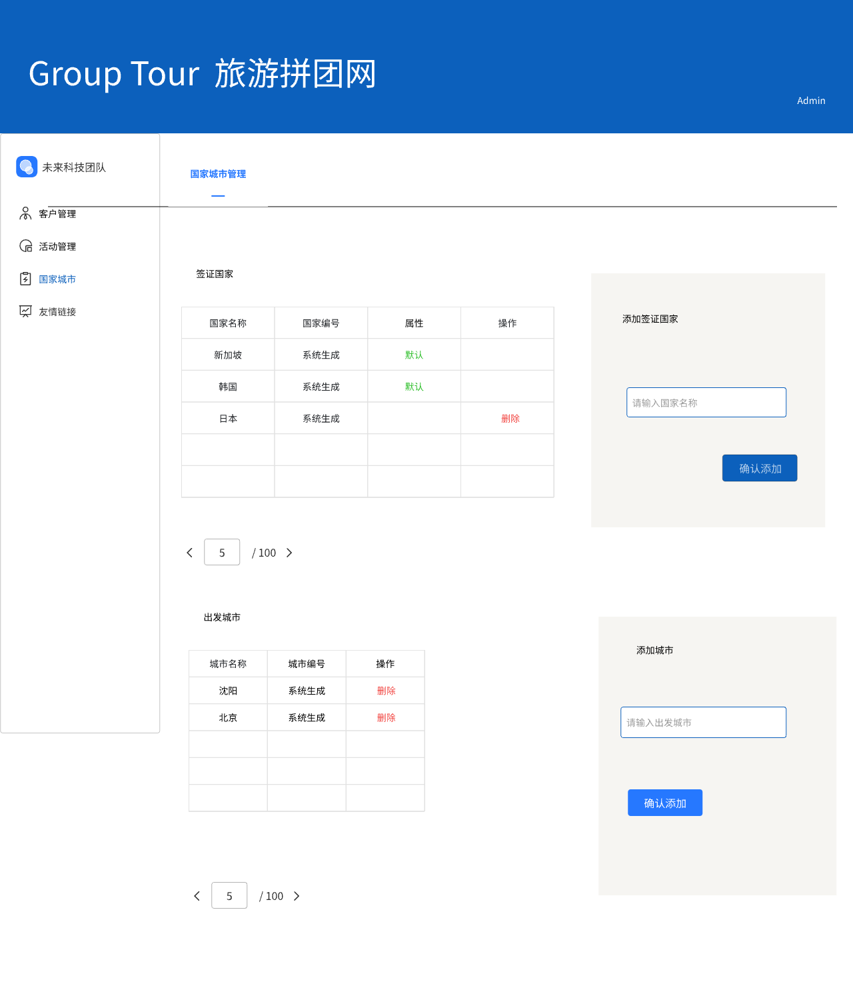 Group Tour 旅游拼团网
Admin
未来科技团队
客户管理
活动管理
国家城市
友情链接
国家城市管理
签证国家
国家名称 国家编号 属性 操作
新加坡 系统生成 默认
韩国 系统生成 默认
日本 系统生成 删除
5 / 100
添加签证国家
请输入国家名称
确认添加
出发城市
城市名称 城市编号 操作
沈阳 系统生成 删除
北京 系统生成 删除
5 / 100
添加城市
请输入出发城市
确认添加